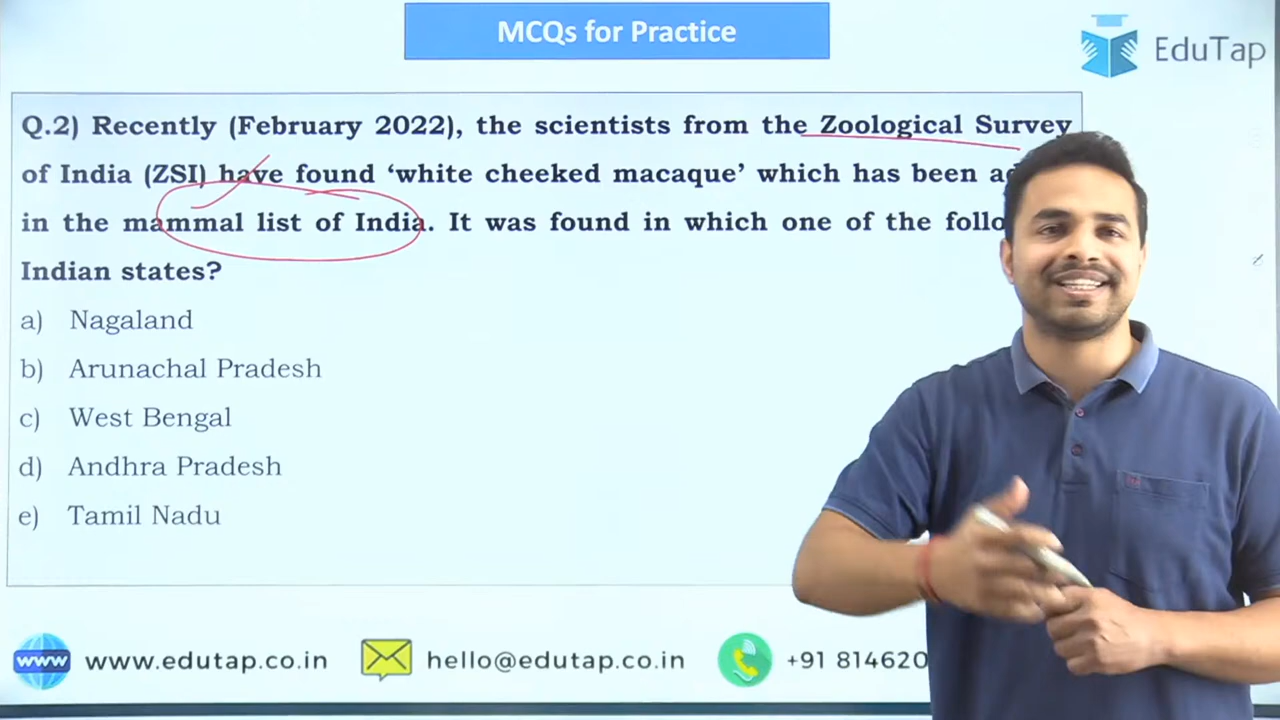 MCQs for Practice
EduTap
Q.2) Recently (February 2022), the scientists from the Zoological Survey
of India (ZSI) have found ‘white cheeked macaque’ which has been
in the mammal list of India. It was found in which one of the
Indian states?
a) Nagaland
b) Arunachal Pradesh
c) West Bengal
d) Andhra Pradesh
e) Tamil Nadu
www www.edutap.co.in hello@edutap.co.in +91 814620